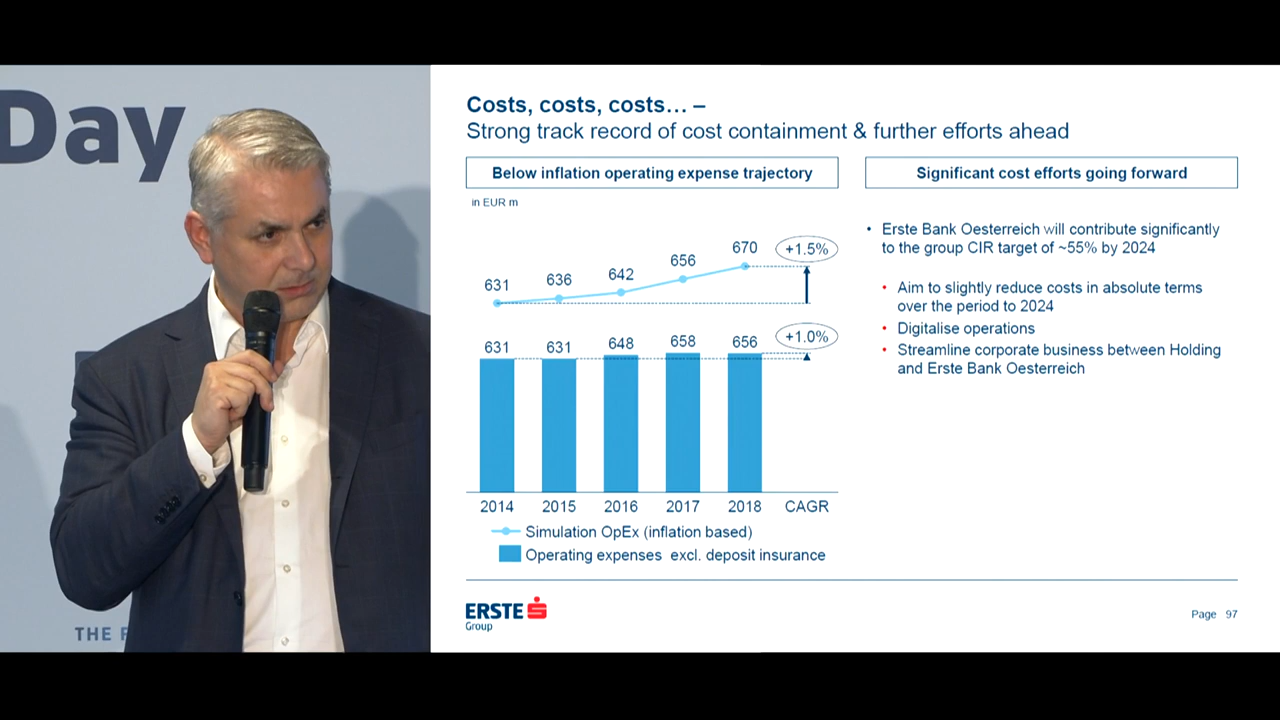 Day
THE
Costs, costs, costs… –
Strong track record of cost containment & further efforts ahead
Below inflation operating expense trajectory
in EUR m
631 636 642 656 670 +1.5%
631 631 648 658 656 +1.0%
2014 2015 2016 2017 2018 CAGR
Simulation OpEx (inflation based)
Operating expenses excl. deposit insurance
Significant cost efforts going forward
• Erste Bank Oesterreich will contribute significantly
to the group CIR target of ~55% by 2024
• Aim to slightly reduce costs in absolute terms
over the period to 2024
• Digitalise operations
• Streamline corporate business between Holding
and Erste Bank Oesterreich
ERSTE
Group
Page 97